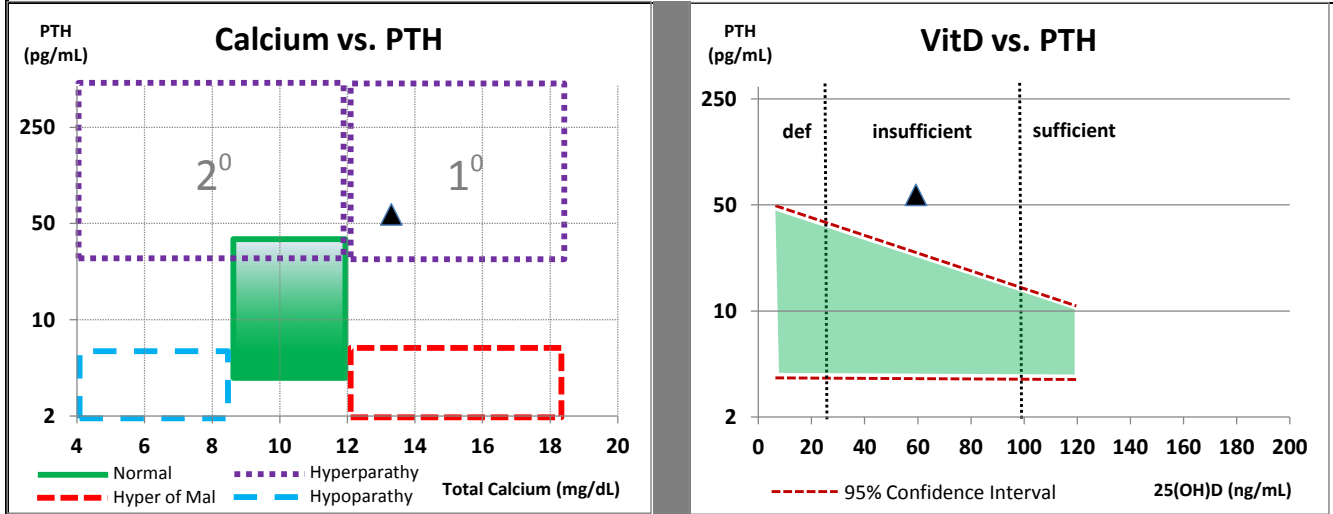 PTH
(pg/mL)
Calcium vs. PTH
250
50
10
2
2⁰
1⁰
4 6 8 10 12 14 16 18 20
Normal
Hyperparathy
Hyper of Mal
Hypoparathy
Total Calcium (mg/dL)
PTH
(pg/mL)
VitD vs. PTH
250
50
10
2
def insufficient sufficient
0 20 40 60 80 100 120 140 160 180 200
95% Confidence Interval
25(OH)D (ng/mL)